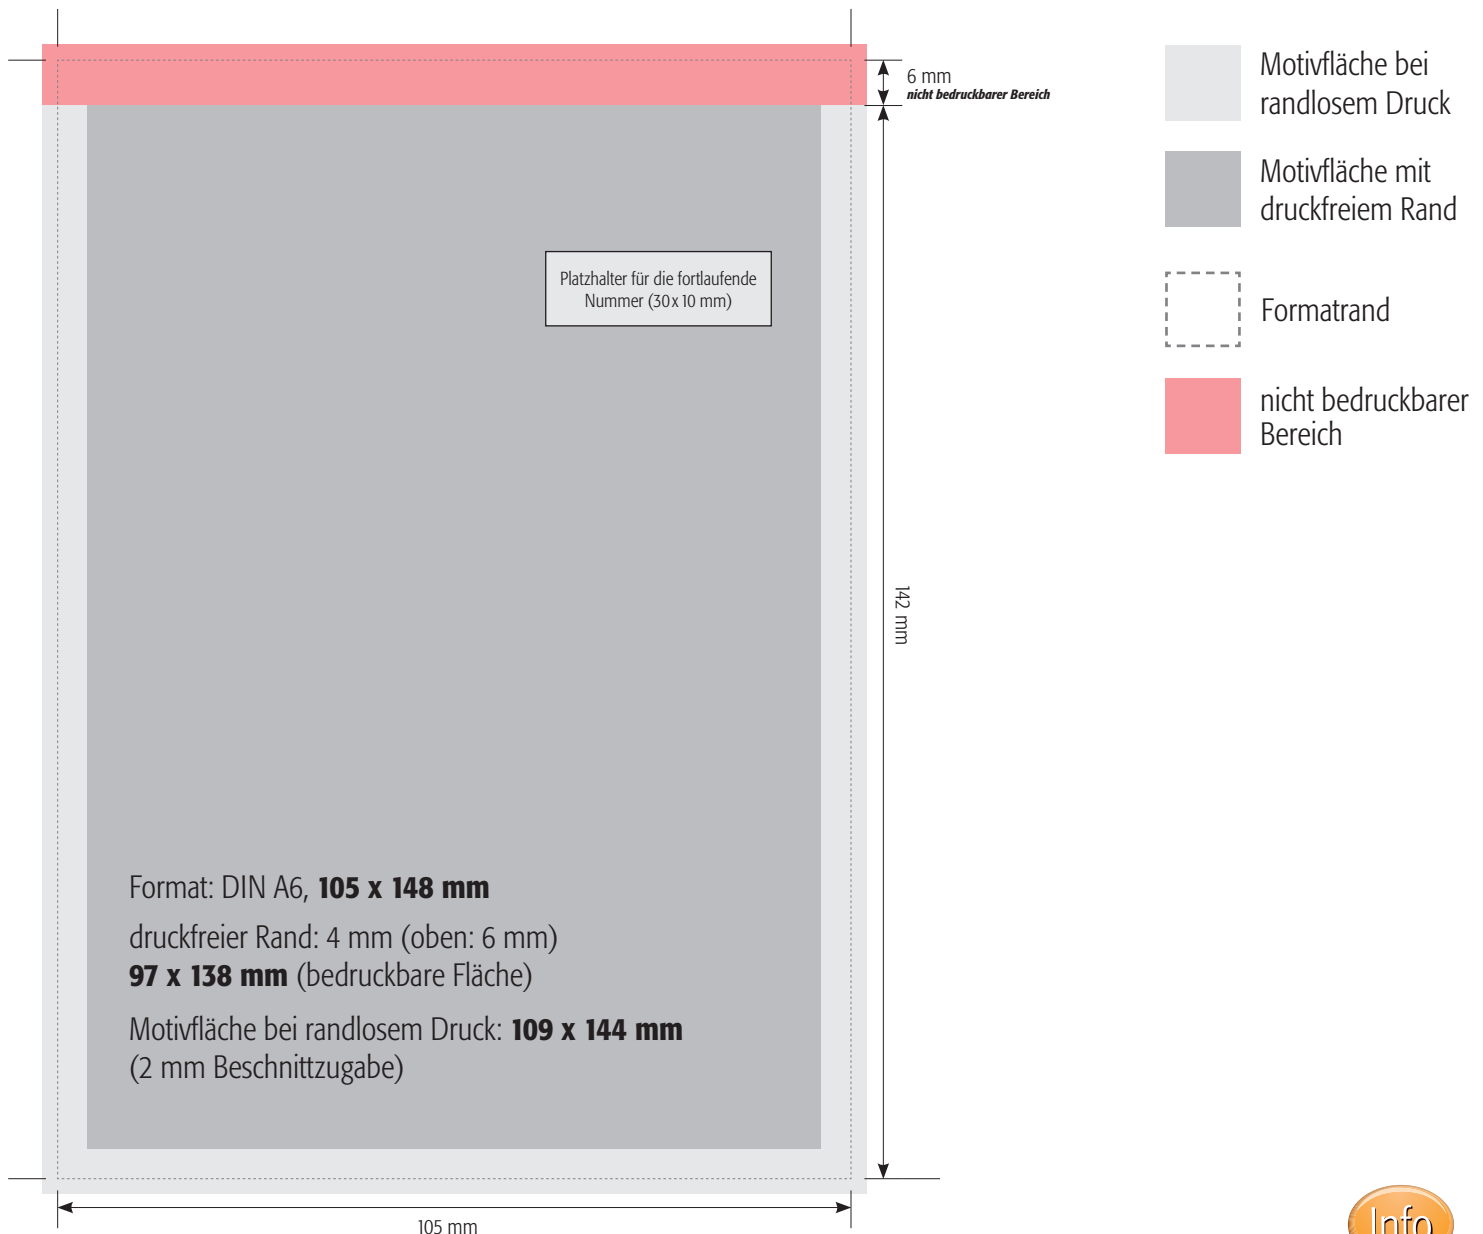 6 mm
nicht bedruckbarer Bereich
Motivfläche bei
randlosem Druck
Motivfläche mit
druckfreiem Rand
Formatrand
nicht bedruckbarer
Bereich
Platzhalter für die fortlaufende
Nummer (30 x 10 mm)
142 mm
Format: DIN A6, 105 x 148 mm
druckfreier Rand: 4 mm (oben: 6 mm)
97 x 138 mm (bedruckbare Fläche)
Motivfläche bei randlosem Druck: 109 x 144 mm
(2 mm Beschnittzugabe)
105 mm
Info